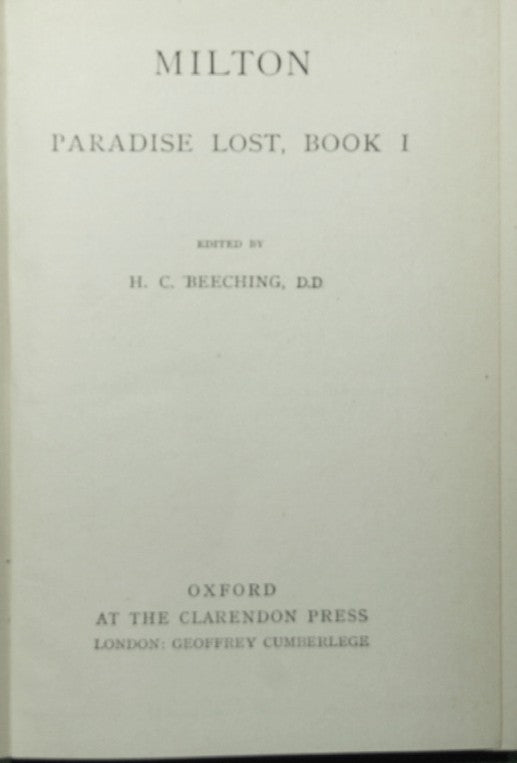 MILTON
PARADISE LOST, BOOK I
EDITED BY
H. C. BEECHING, D.D
OXFORD
AT THE CLARENDON PRESS
LONDON: GEOFFREY CUMBERLEGE